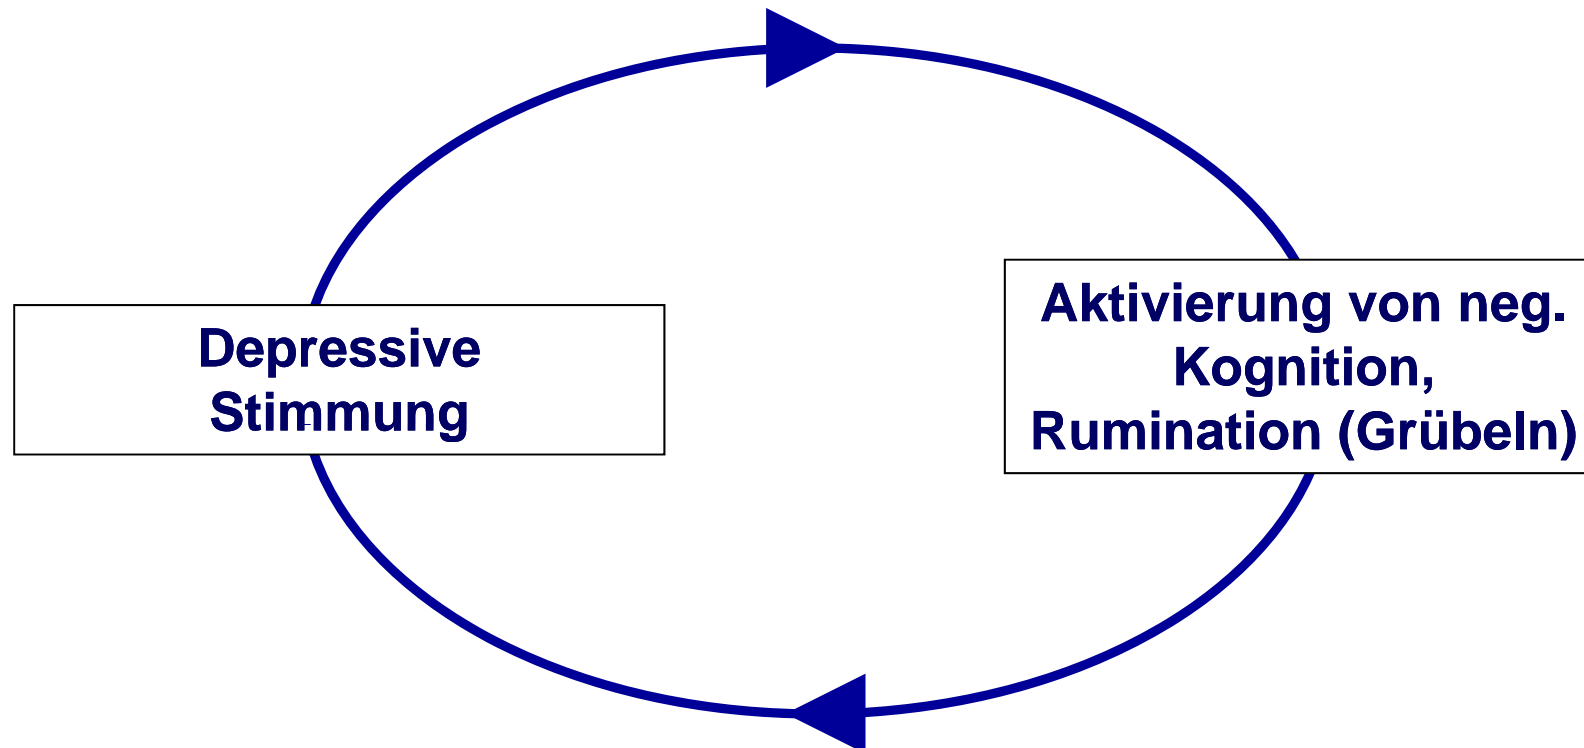 Depressive
Stimmung
Aktivierung von neg.
Kognition,
Rumination (Grübeln)